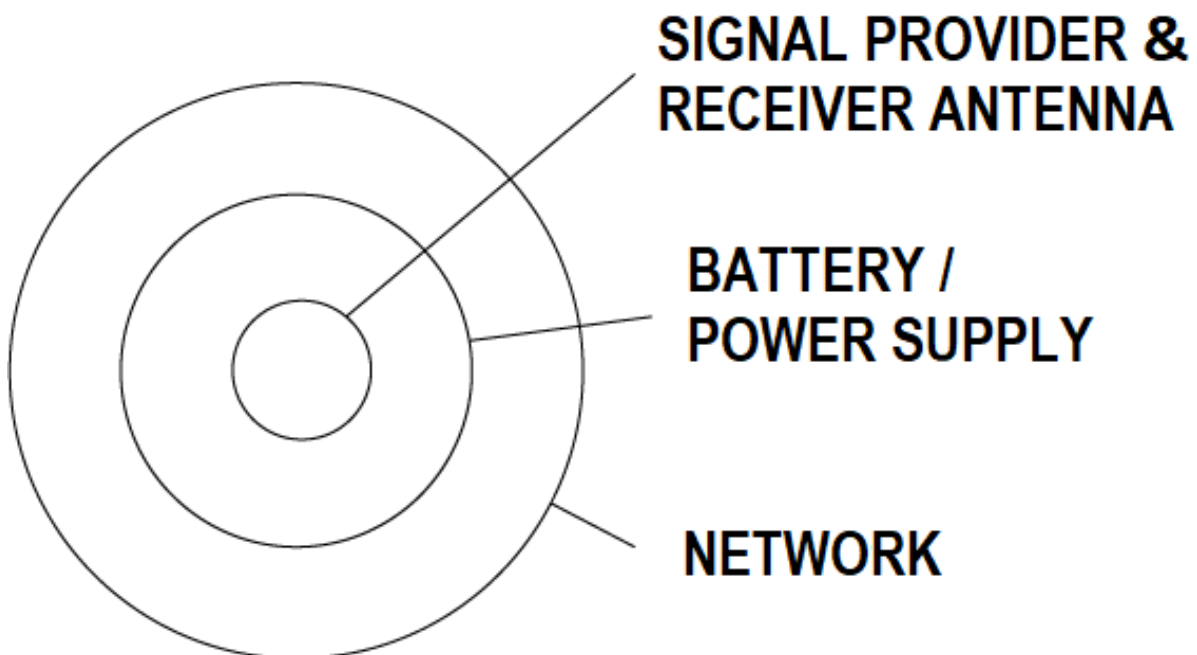 SIGNAL PROVIDER &
RECEIVER ANTENNA
BATTERY /
POWER SUPPLY
NETWORK